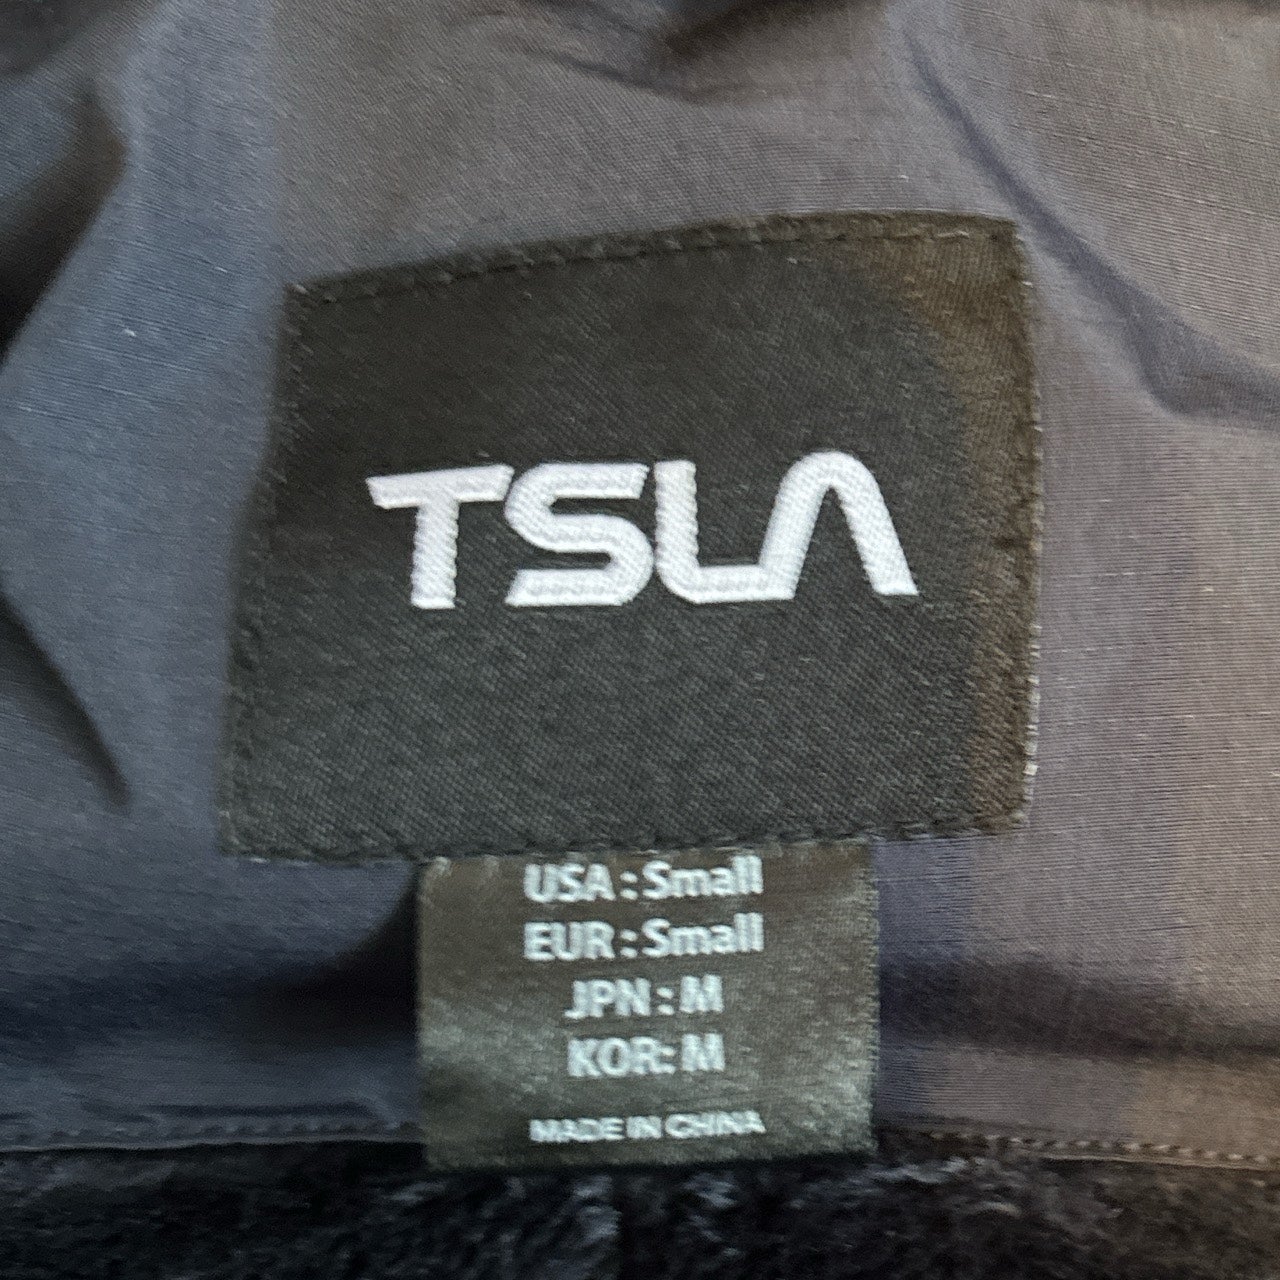 TSLA
USA : Small
EUR : Small
JPN : M
KOR: M
MADE IN CHINA